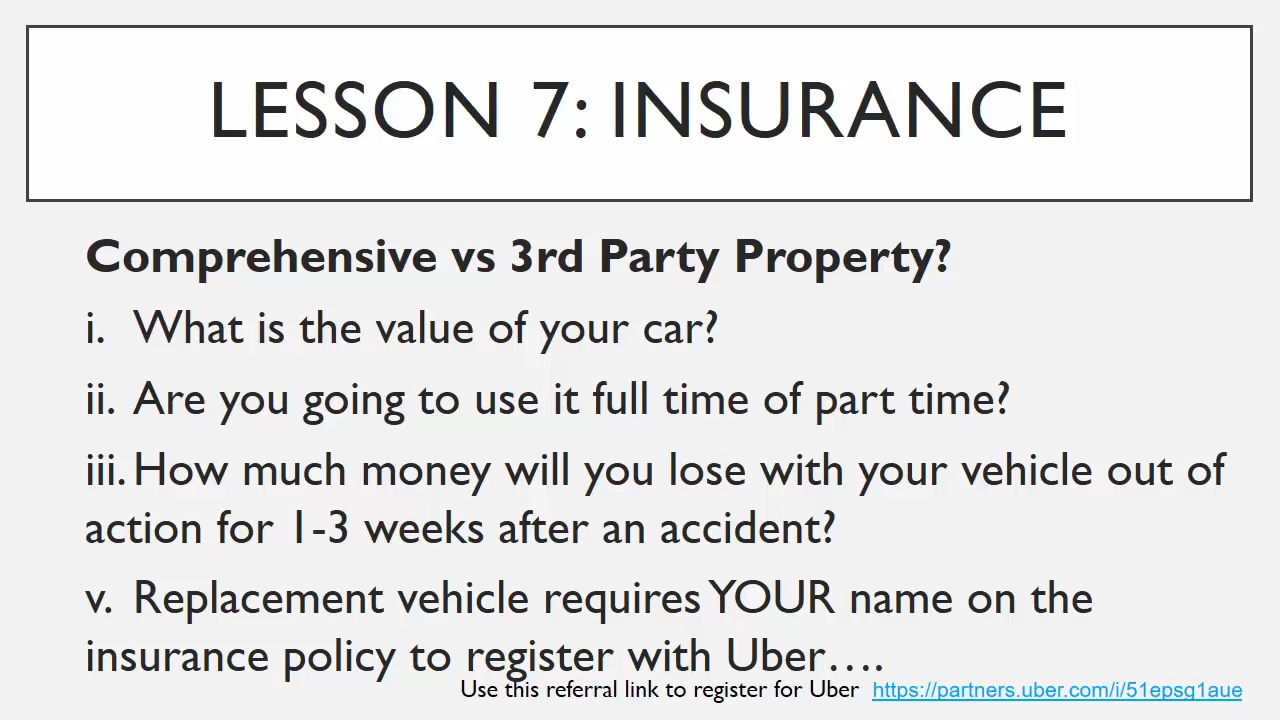 LESSON 7: INSURANCE
Comprehensive vs 3rd Party Property?
i. What is the value of your car?
ii. Are you going to use it full time of part time?
iii. How much money will you lose with your vehicle out of
action for 1-3 weeks after an accident?
v. Replacement vehicle requires YOUR name on the
insurance policy to register with Uber….
Use this referral link to register for Uber https://partners.uber.com/i/51epsq1aue